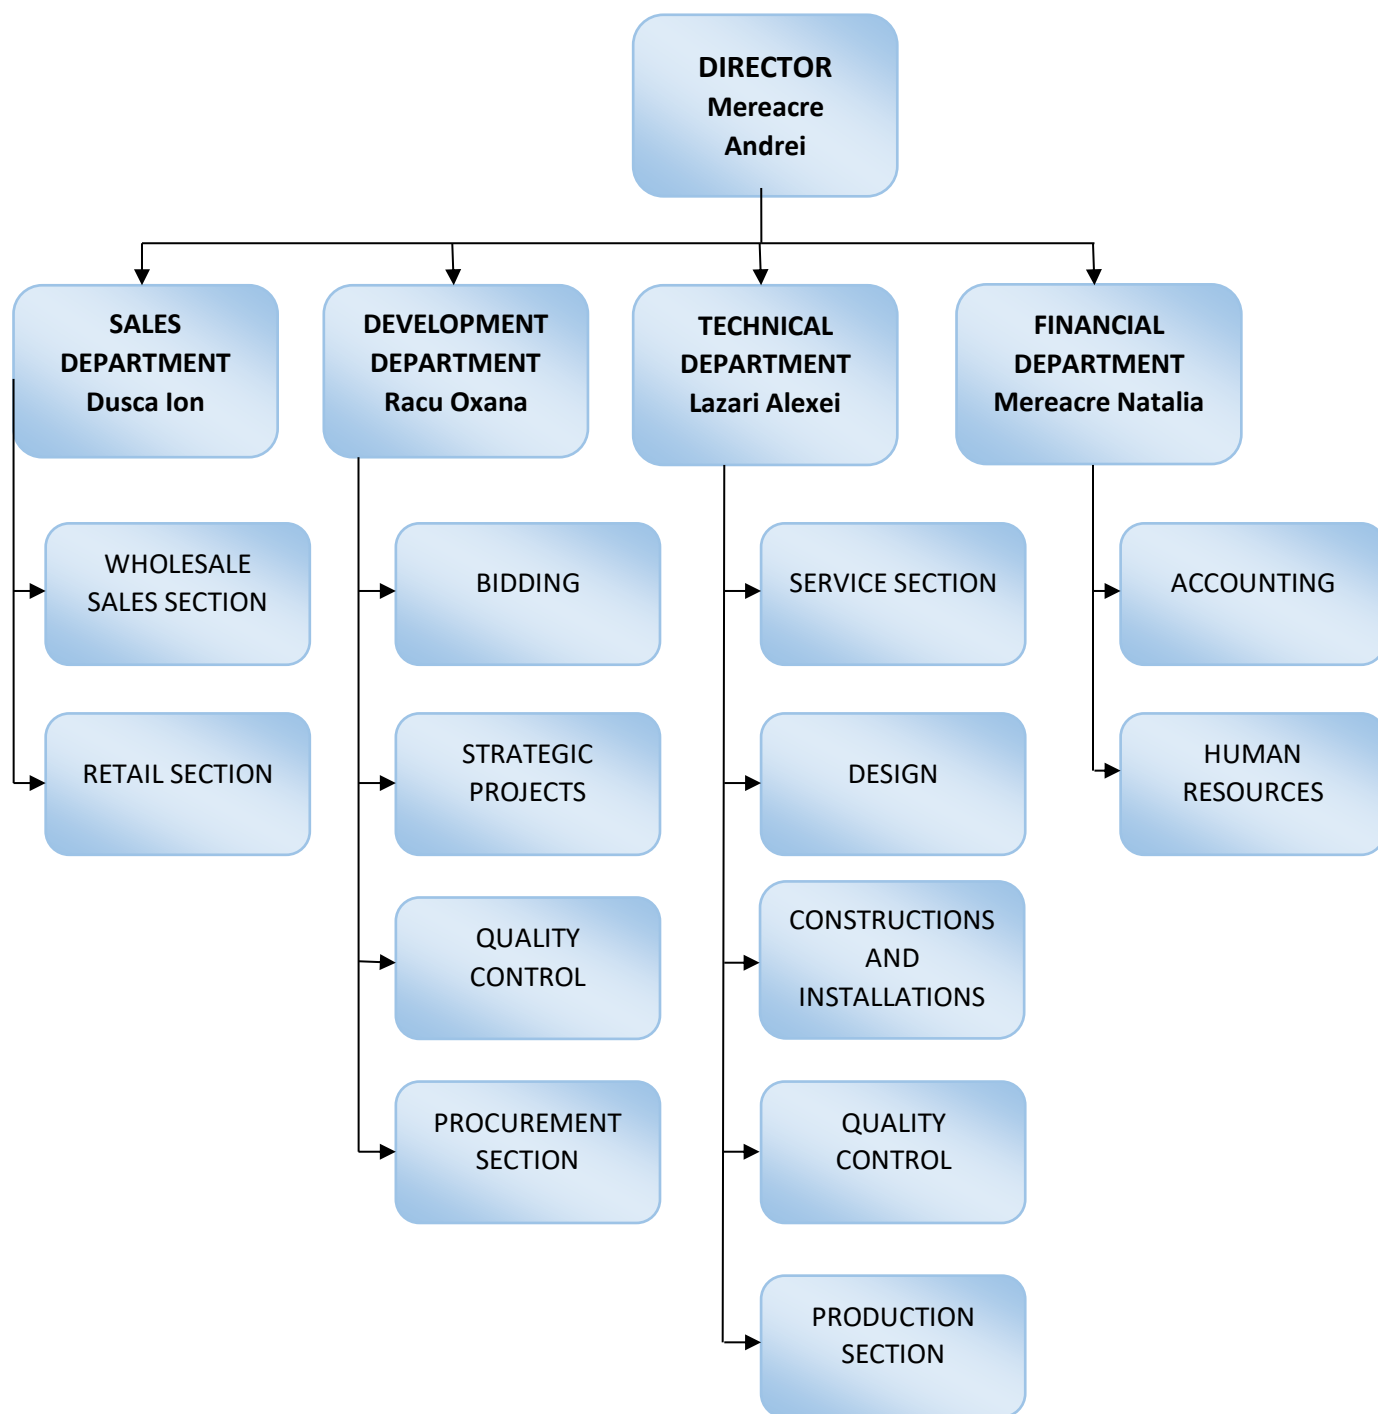 DIRECTOR
Mereacre
Andrei
SALES
DEPARTMENT
Dusca Ion
DEVELOPMENT
DEPARTMENT
Racu Oxana
TECHNICAL
DEPARTMENT
Lazari Alexei
FINANCIAL
DEPARTMENT
Mereacre Natalia
WHOLESALE
SALES SECTION
RETAIL SECTION
BIDDING
STRATEGIC
PROJECTS
QUALITY
CONTROL
PROCUREMENT
SECTION
SERVICE SECTION
DESIGN
CONSTRUCTIONS
AND
INSTALLATIONS
QUALITY
CONTROL
PRODUCTION
SECTION
ACCOUNTING
HUMAN
RESOURCES